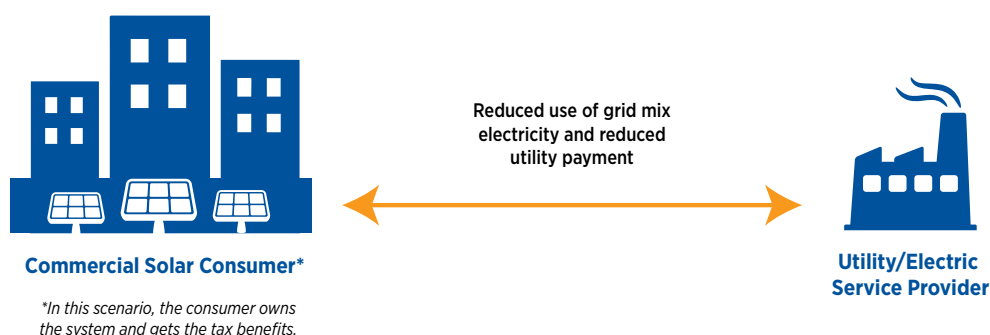 Reduced use of grid mix
electricity and reduced
utility payment
Commercial Solar Consumer*
*In this scenario, the consumer owns
the system and gets the tax benefits.
Utility/Electric
Service Provider